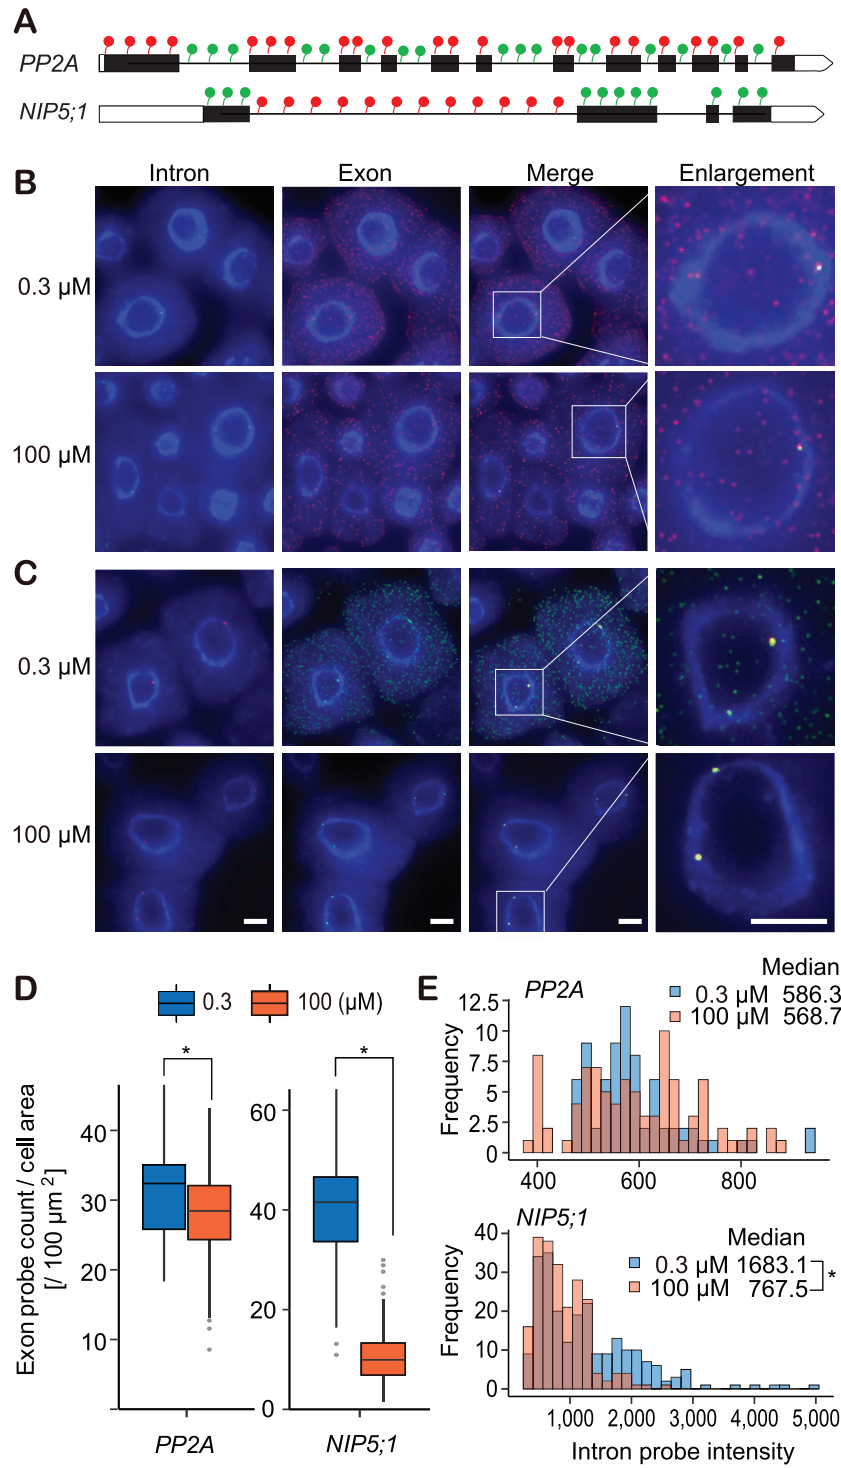 A
PP2A
NIP5;1
B
Intron Exon Merge Enlargement
0.3 µM
100 µM
C
0.3 µM
100 µM
D
0.3 100 (µM)
*
*
Exon probe count / cell area
[/ 100 µm 2]
40
30
20
10
60
40
20
0
PP2A NIP5;1
E
PP2A
Median
0.3 µM 586.3
100 µM 568.7
Frequency
12.5
10
7.5
5
2.5
0
400 600 800
NIP5;1
Median
0.3 µM 1683.1
100 µM 767.5
*
Frequency
40
30
20
10
0
1,000 2,000 3,000 4,000 5,000
Intron probe intensity